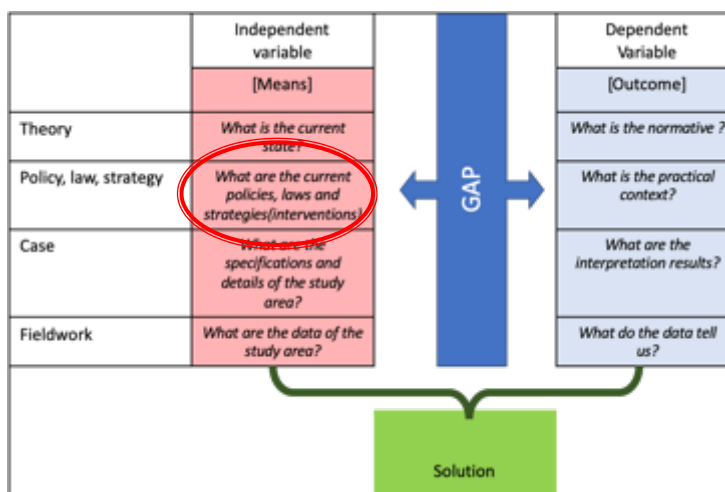 Independent
variable
Dependent
Variable
[Means]
[Outcome]
Theory
What is the current
state?
What is the normative ?
Policy, law, strategy
What are the current
policies, laws and
strategies(interventions)
What is the practical
context?
GAP
Case
What are the
specifications and
details of the study
area?
What are the
interpretation results?
Fieldwork
What are the data of the
study area?
What do the data tell
us?
Solution